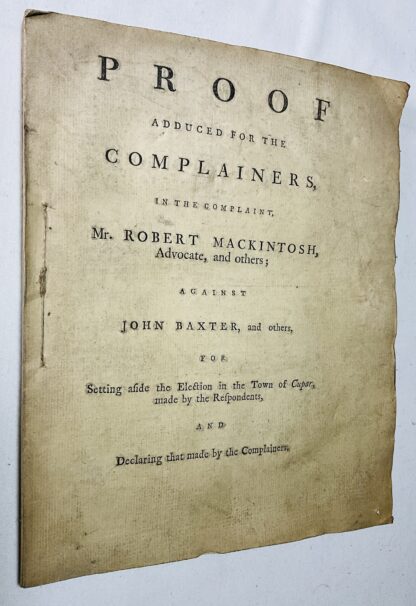 PROOF
ADDUCED FOR THE
COMPLAINERS,
IN THE COMPLAINT,
Mr. ROBERT MACKINTOSH,
Advocate, and others;
AGAINST
JOHN BAXTER, and others,
FOR
Setting aſide the Election in the Town of Cupar,
made by the Reſpondents,
AND
Declaring that made by the Complainers.